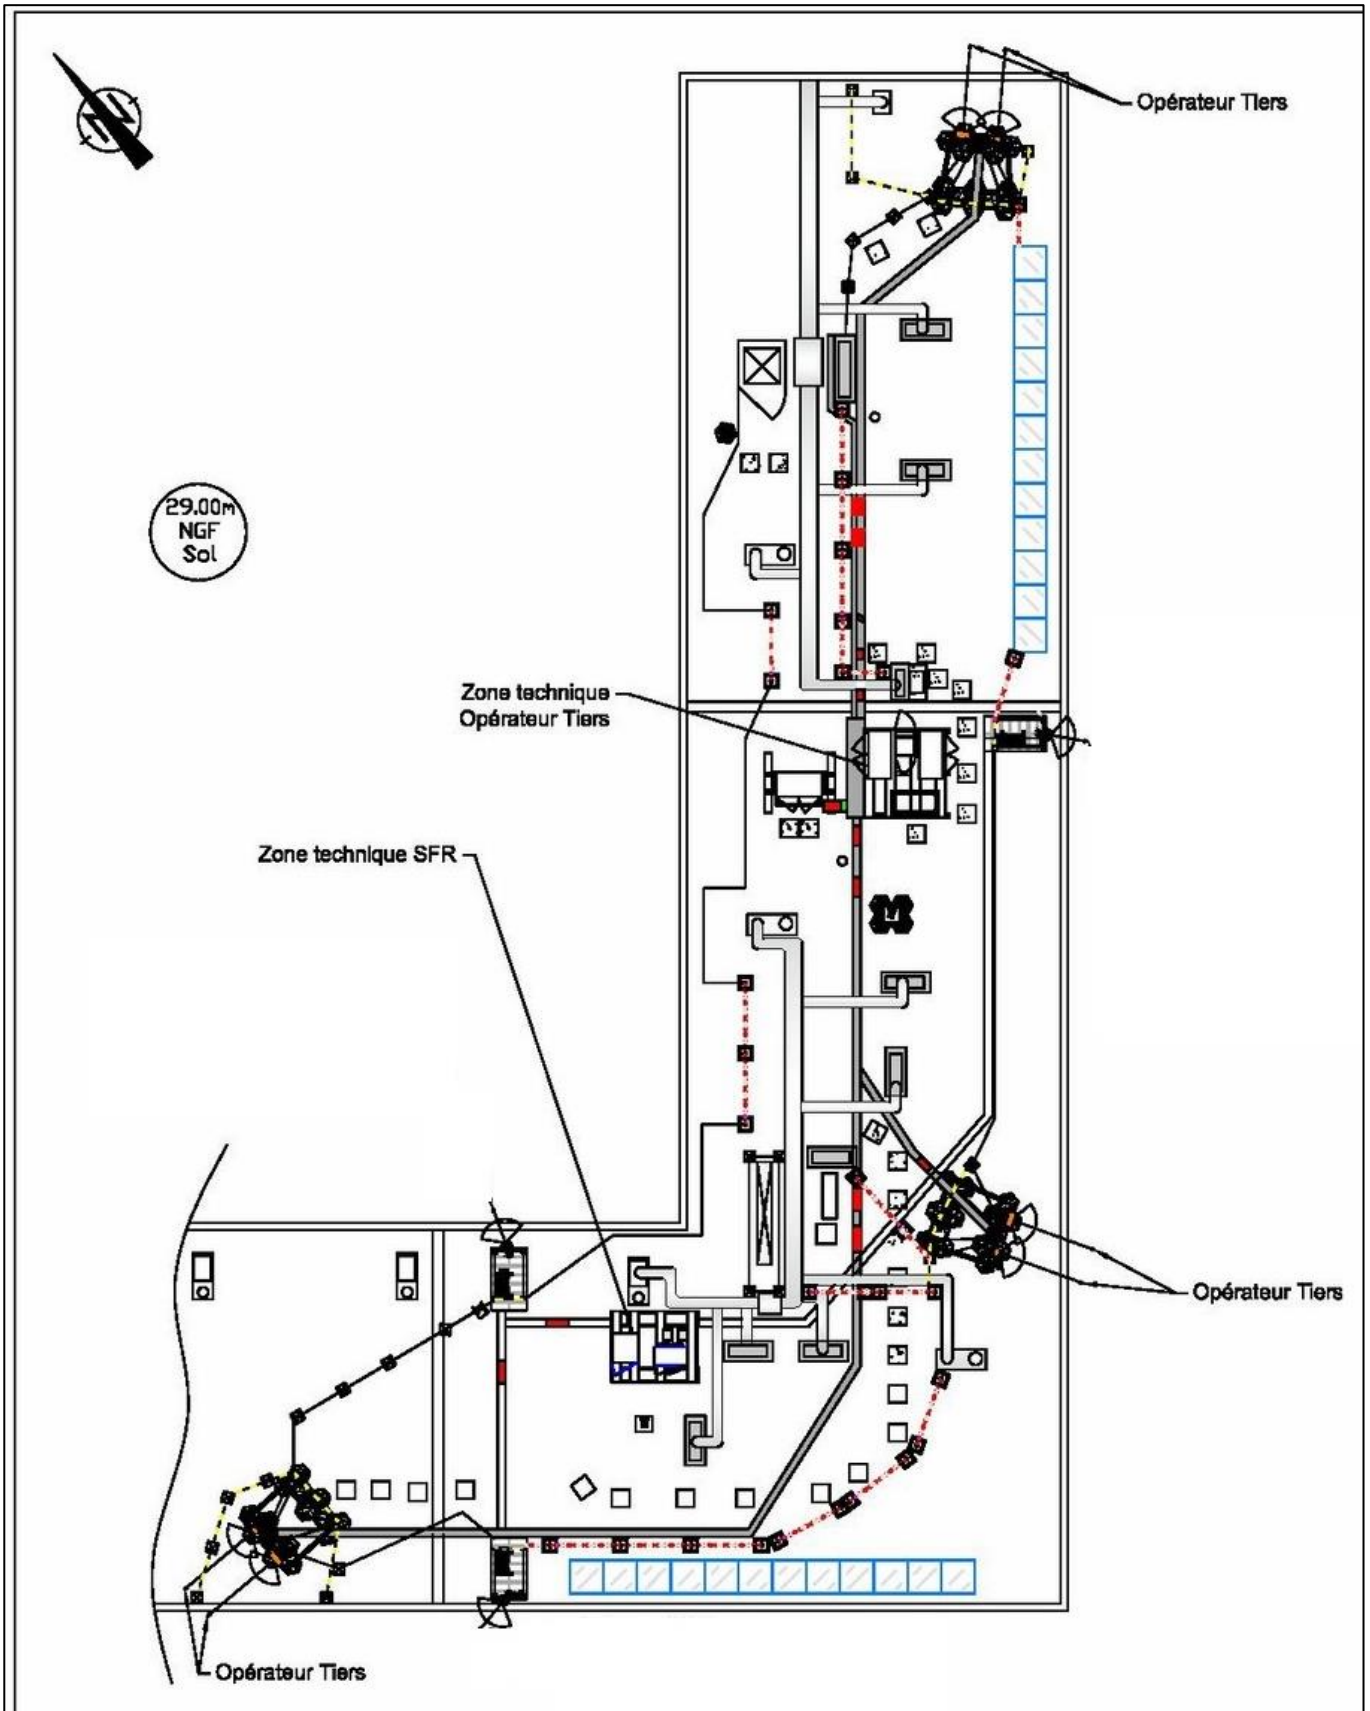 Opérateur Tiers
29.00m
NGF
Sol
Zone technique
Opérateur Tiers
Zone technique SFR
Opérateur Tiers
Opérateur Tiers